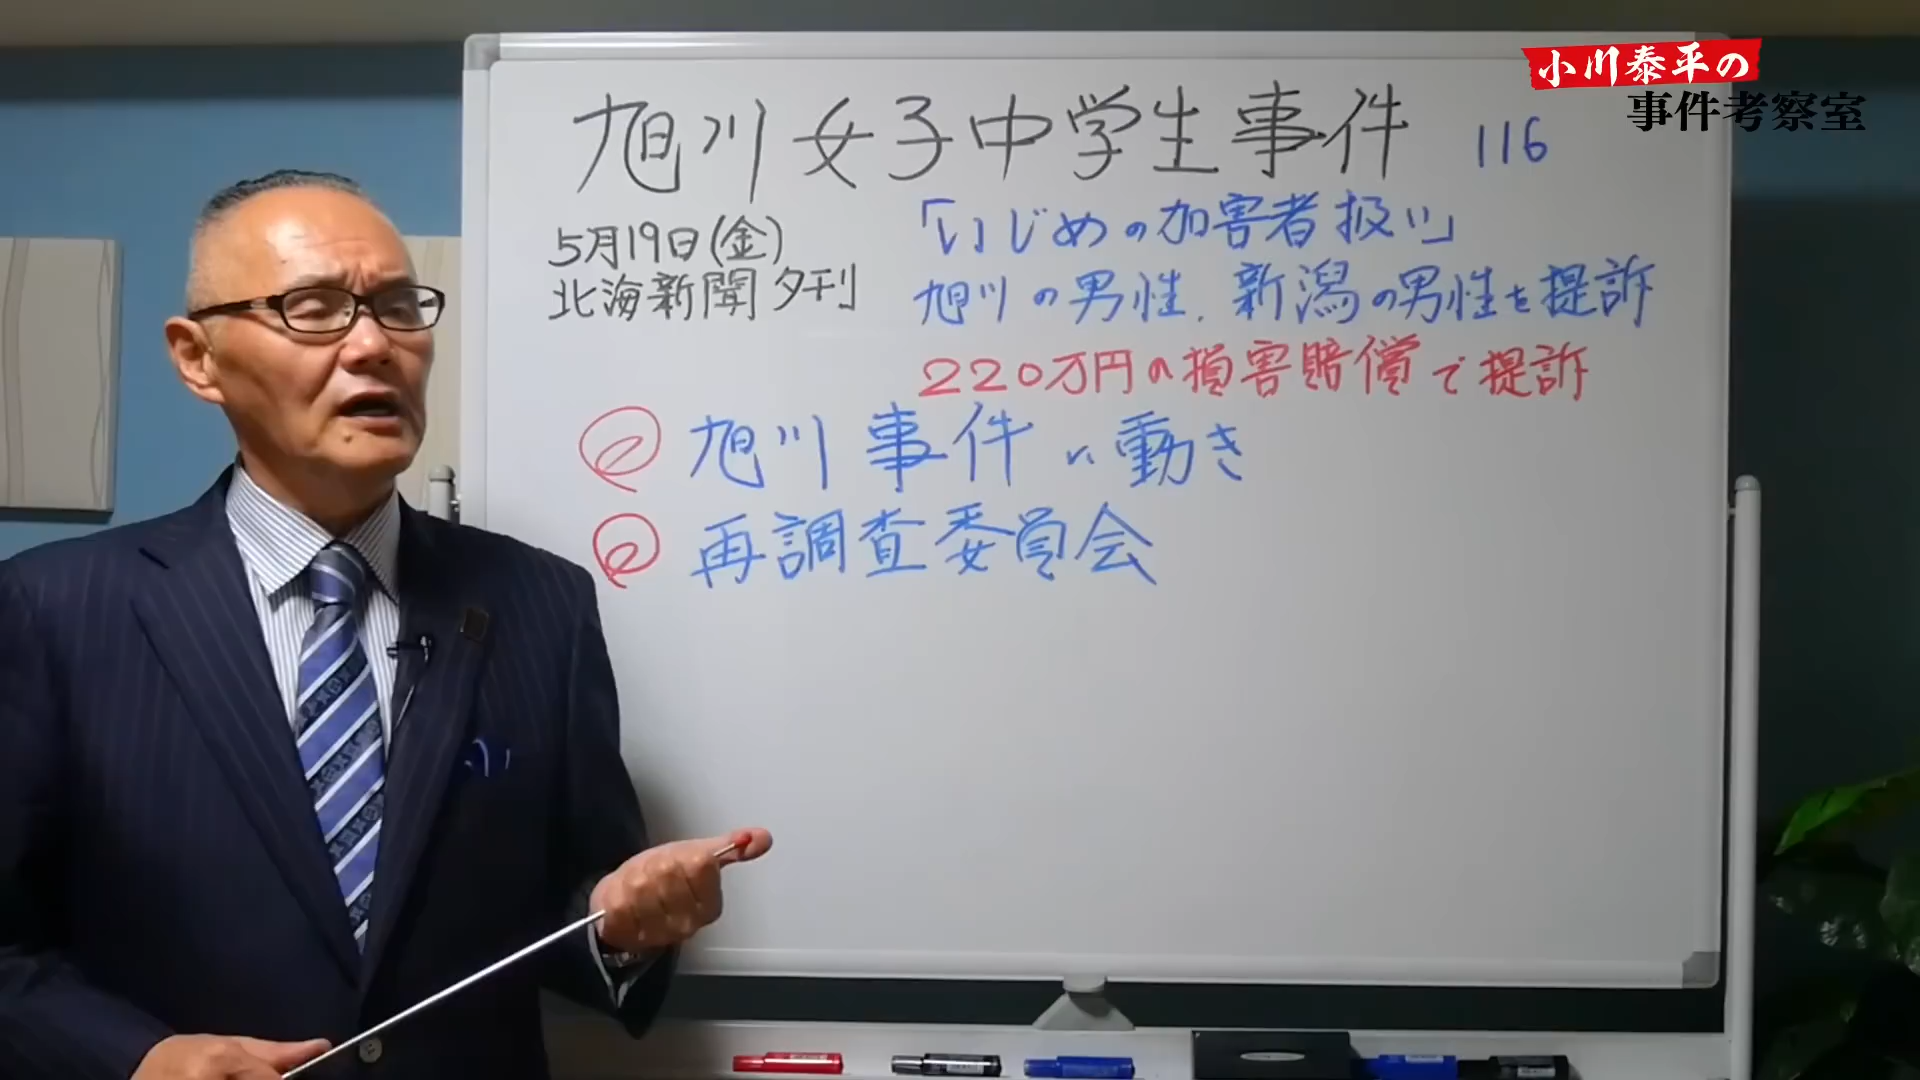 小川泰平の
事件考察室
旭川女子中学生事件 116
5月19日(金)
北海新聞夕刊
「いじめの加害者扱い」
旭川の男性、新潟の男性を提訴
220万円の損害賠償で提訴
旭川事件に動き
再調査委員会